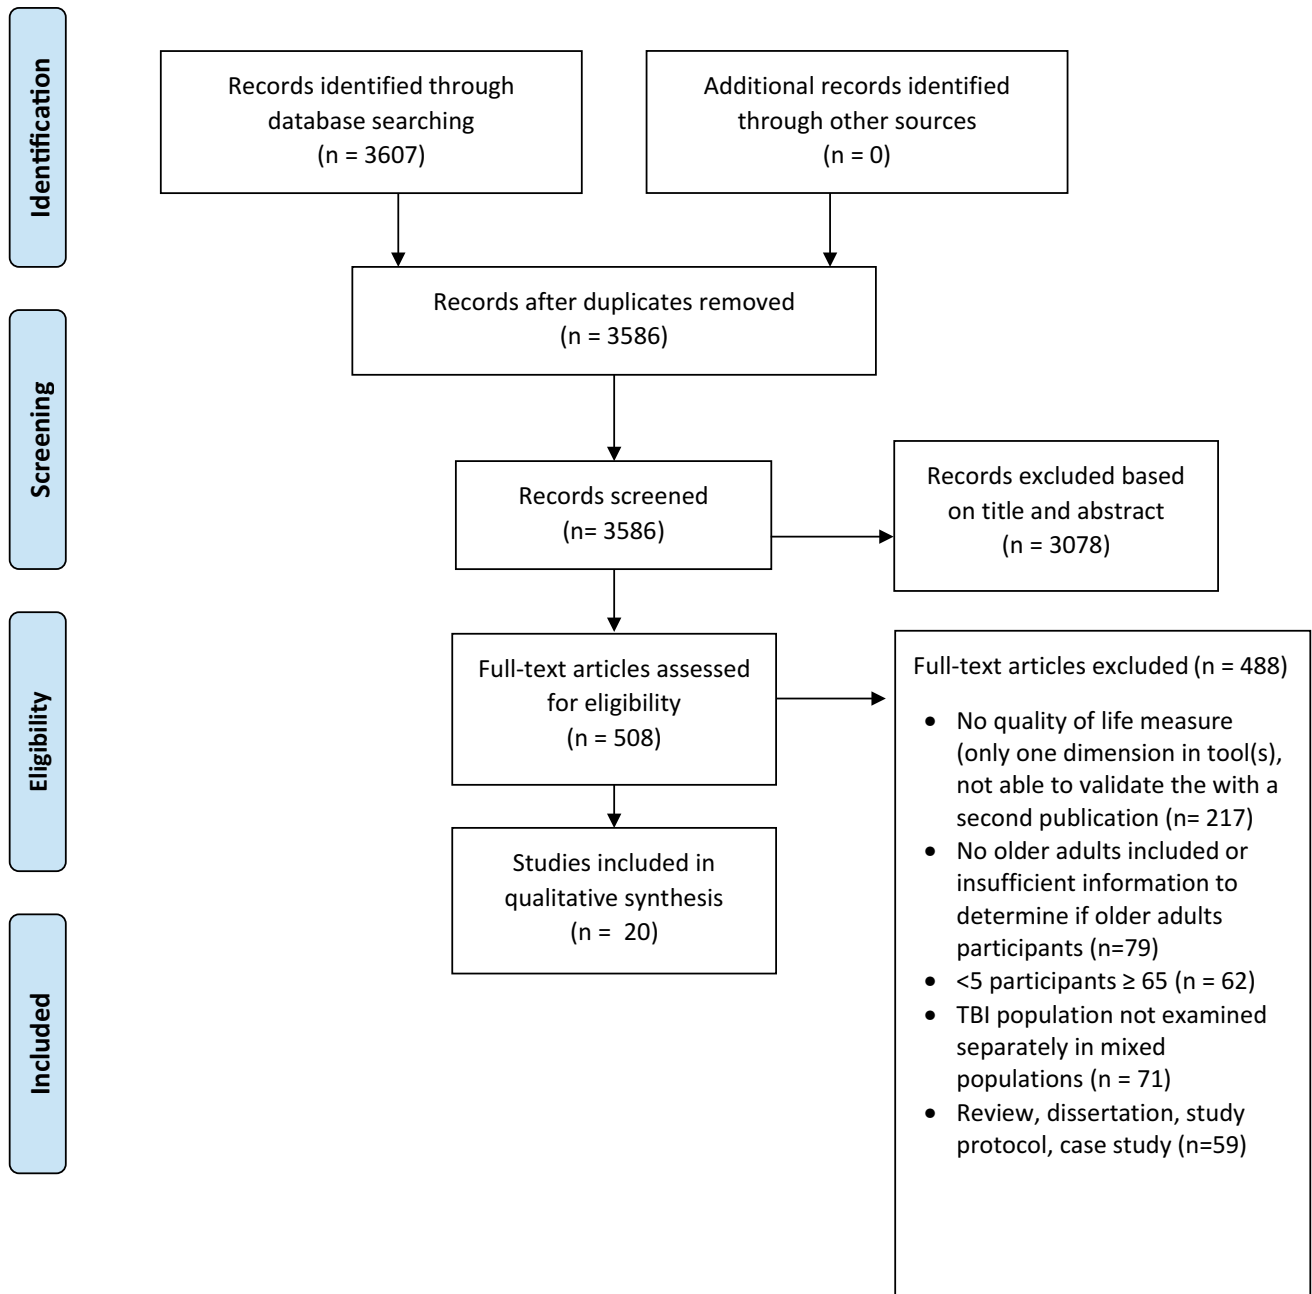 Identification
Records identified through
database searching
(n = 3607)
Additional records identified
through other sources
(n = 0)
Records after duplicates removed
(n = 3586)
Screening
Records screened
(n= 3586)
Records excluded based
on title and abstract
(n = 3078)
Eligibility
Full-text articles assessed
for eligibility
(n = 508)
Full-text articles excluded (n = 488)
• No quality of life measure
(only one dimension in tool(s),
not able to validate the with a
second publication (n= 217)
• No older adults included or
insufficient information to
determine if older adults
participants (n=79)
• <5 participants ≥ 65 (n = 62)
• TBI population not examined
separately in mixed
populations (n = 71)
• Review, dissertation, study
protocol, case study (n=59)
Included
Studies included in
qualitative synthesis
(n = 20)